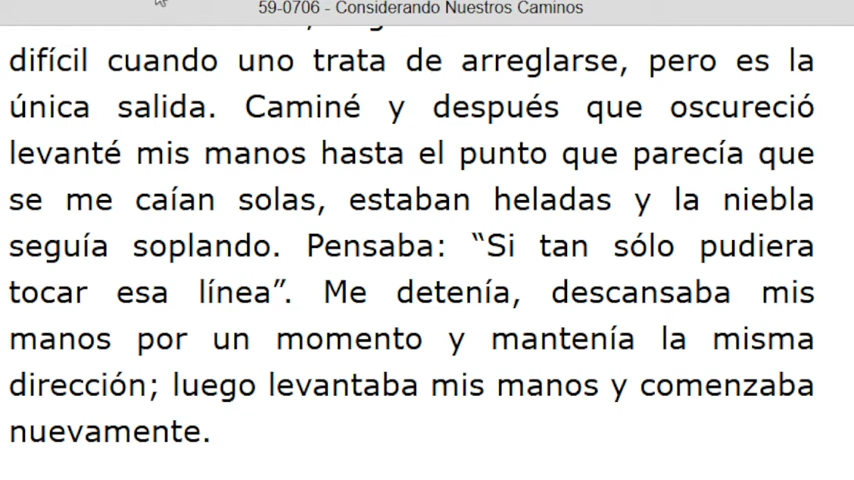 59-0706 - Considerando Nuestros Caminos
difícil cuando uno trata de arreglarse, pero es la
única salida. Caminé y después que oscureció
levanté mis manos hasta el punto que parecía que
se me caían solas, estaban heladas y la niebla
seguía soplando. Pensaba: “Si tan sólo pudiera
tocar esa línea”. Me detenía, descansaba mis
manos por un momento y mantenía la misma
dirección; luego levantaba mis manos y comenzaba
nuevamente.